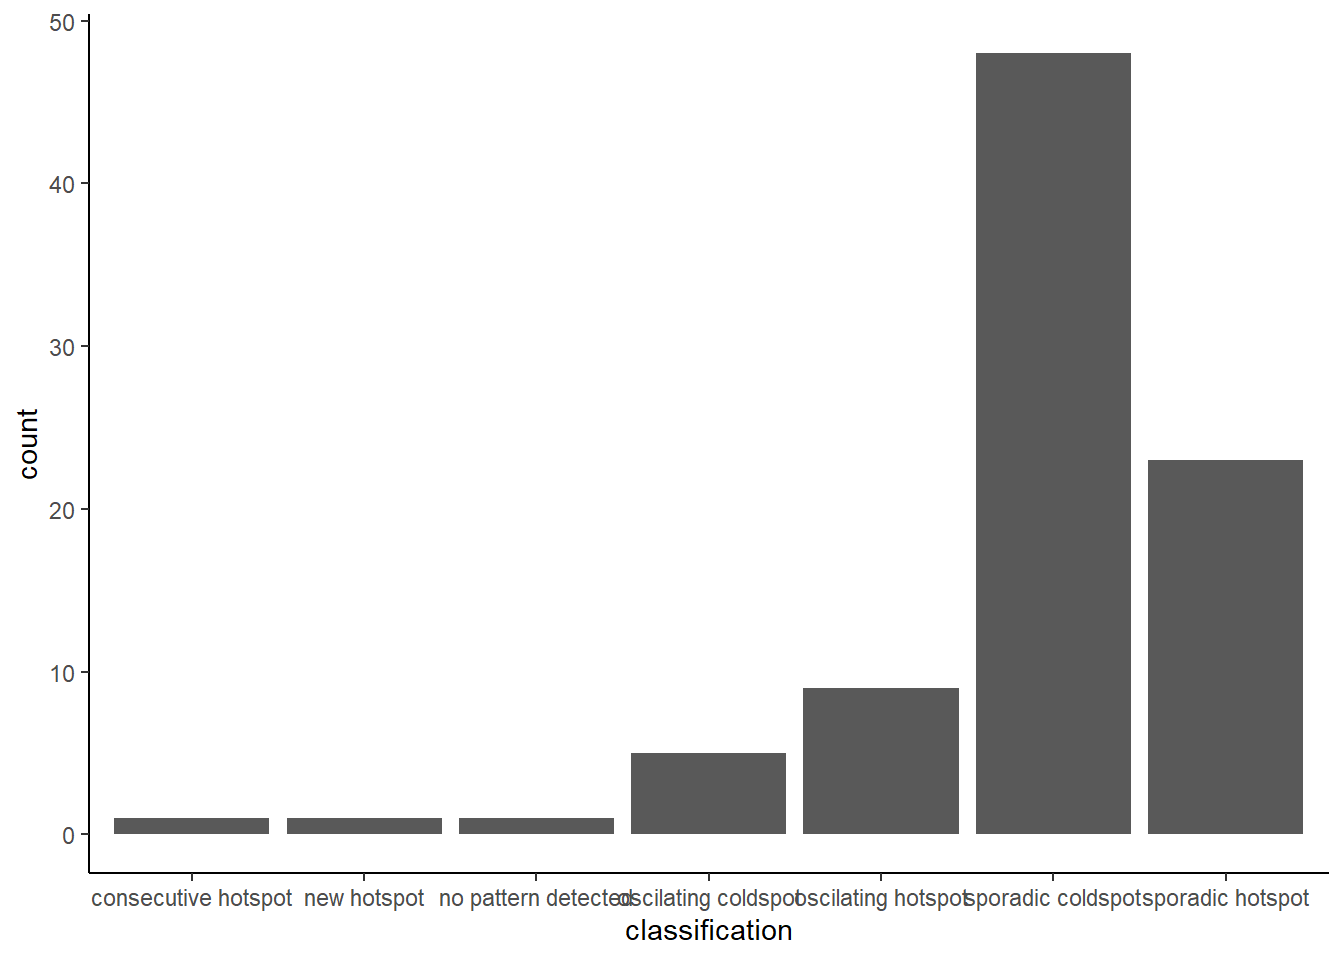 50
40
30
20
10
0
count
consecutive hotspot new hotspot no pattern detected oscilating coldspot oscilating hotspot sporadic coldspot sporadic hotspot
classification